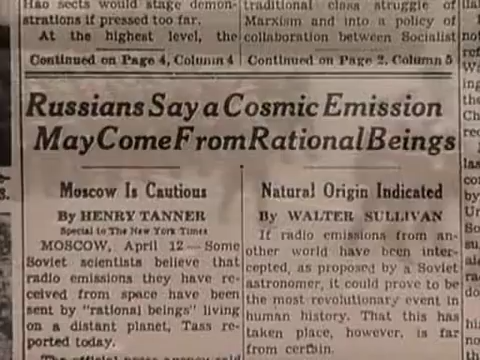 Hao sects would stage demon-
strations if pressed too far.
At the highest level, the
Continued on Page 4, Column 4
traditional class struggle of
Marxism and into a policy of
collaboration between Socialist
Continued on Page 2, Column 5
Russians Say a Cosmic Emission
May Come From Rational Beings
Moscow Is Cautious
By HENRY TANNER
Special to The New York Times
MOSCOW, April 12 — Some
Soviet scientists believe that
radio emissions they have re-
ceived from space have been
sent by "rational beings" living
on a distant planet, Tass re-
ported today.
The official press agency said
Natural Origin Indicated
By WALTER SULLIVAN
If radio emissions from an-
other world have been inter-
cepted, as proposed by a Soviet
astronomer, it could prove to be
the most revolutionary event in
human history. That this has
taken place, however, is far
from certain.